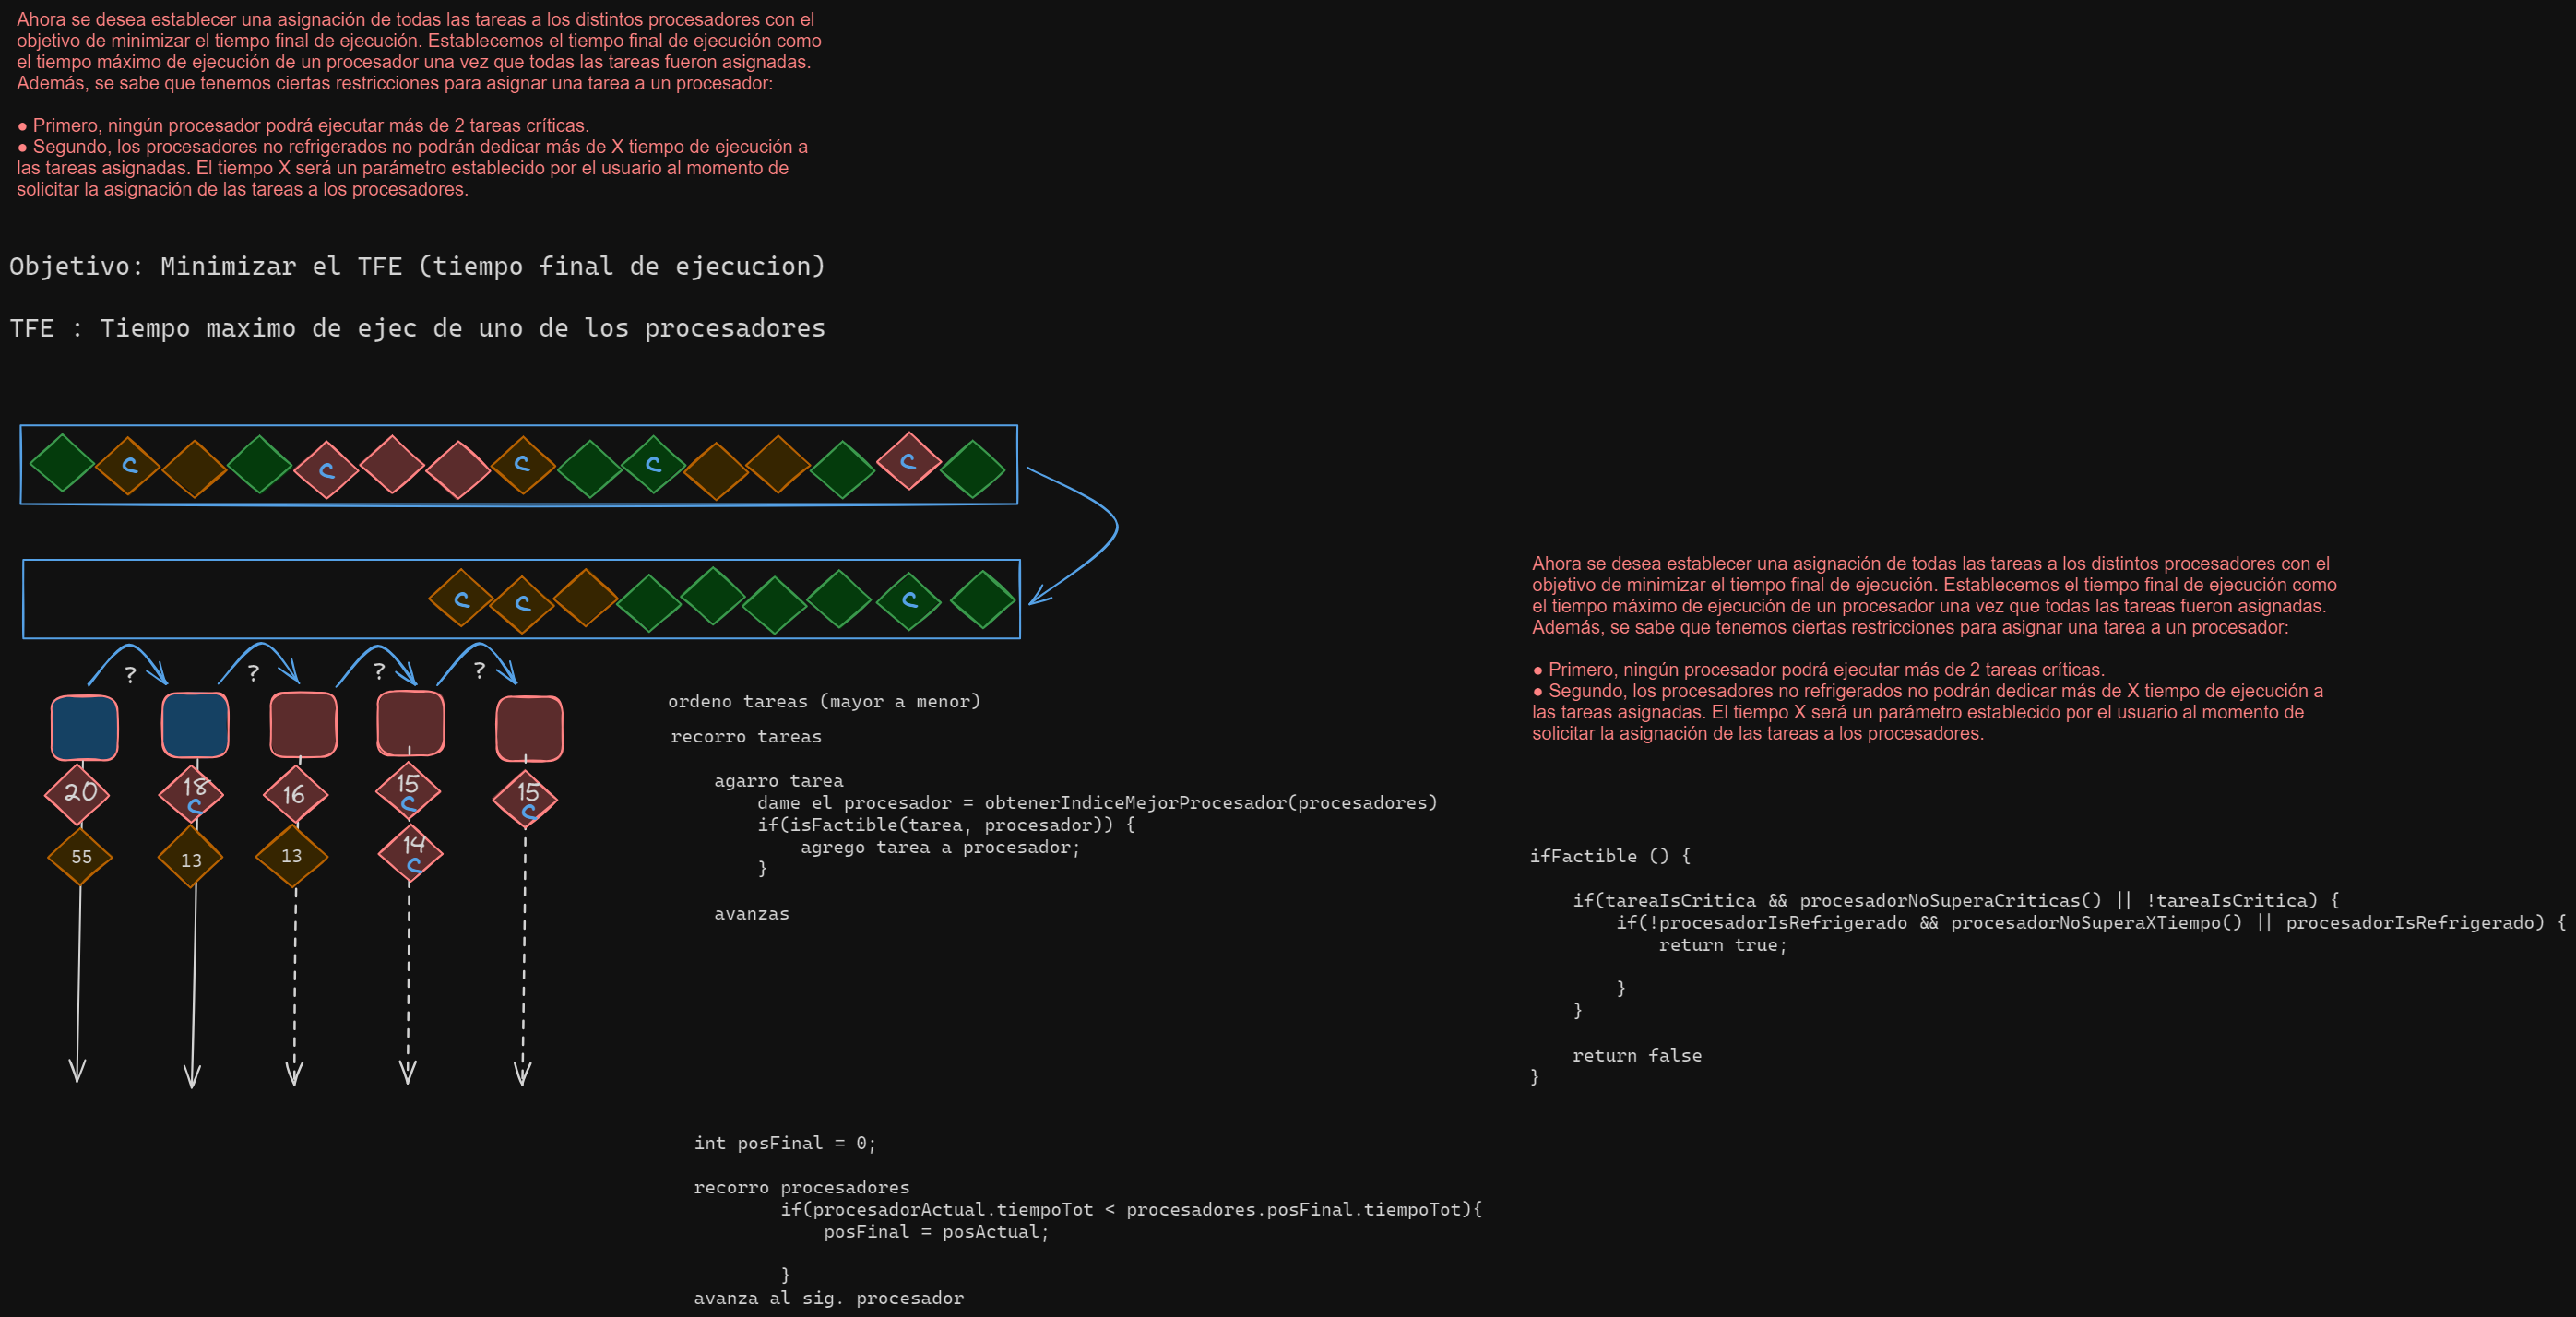 Ahora se desea establecer una asignación de todas las tareas a los distintos procesadores con el
objetivo de minimizar el tiempo final de ejecución. Establecemos el tiempo final de ejecución como
el tiempo máximo de ejecución de un procesador una vez que todas las tareas fueron asignadas.
Además, se sabe que tenemos ciertas restricciones para asignar una tarea a un procesador:
● Primero, ningún procesador podrá ejecutar más de 2 tareas críticas.
● Segundo, los procesadores no refrigerados no podrán dedicar más de X tiempo de ejecución a
las tareas asignadas. El tiempo X será un parámetro establecido por el usuario al momento de
solicitar la asignación de las tareas a los procesadores.
Objetivo: Minimizar el TFE (tiempo final de ejecucion)
TFE : Tiempo maximo de ejec de uno de los procesadores
C C C C C
C C C
? ? ? ?
20 18 16 15 15
C C C
55 13 13 14
C
ordeno tareas (mayor a menor)
recorro tareas
agarro tarea
dame el procesador = obtenerIndiceMejorProcesador(procesadores)
if(isFactible(tarea, procesador)) {
agrego tarea a procesador;
}
avanzas
int posFinal = 0;
recorro procesadores
if(procesadorActual.tiempoTot < procesadores.posFinal.tiempoTot){
posFinal = posActual;
}
avanza al sig. procesador
Ahora se desea establecer una asignación de todas las tareas a los distintos procesadores con el
objetivo de minimizar el tiempo final de ejecución. Establecemos el tiempo final de ejecución como
el tiempo máximo de ejecución de un procesador una vez que todas las tareas fueron asignadas.
Además, se sabe que tenemos ciertas restricciones para asignar una tarea a un procesador:
● Primero, ningún procesador podrá ejecutar más de 2 tareas críticas.
● Segundo, los procesadores no refrigerados no podrán dedicar más de X tiempo de ejecución a
las tareas asignadas. El tiempo X será un parámetro establecido por el usuario al momento de
solicitar la asignación de las tareas a los procesadores.
ifFactible () {
if(tareaIsCritica && procesadorNoSuperaCriticas() || !tareaIsCritica) {
if(!procesadorIsRefrigerado && procesadorNoSuperaXTiempo() || procesadorIsRefrigerado) {
return true;
}
}
return false
}